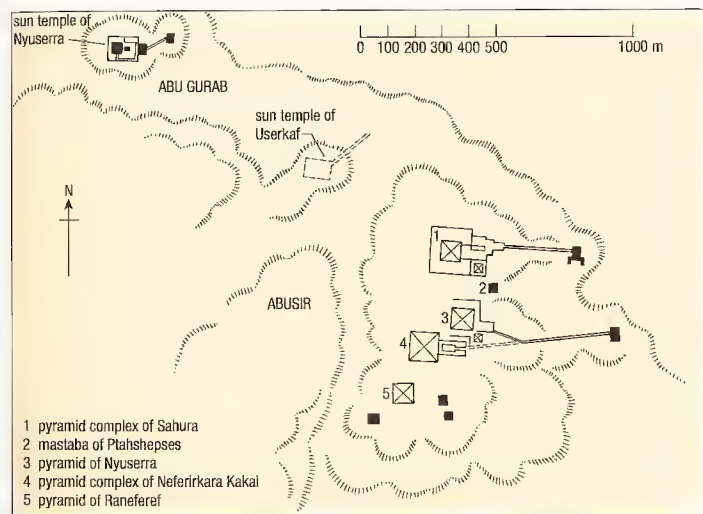 sun temple of
Nyuserra
0 100 200 300 400 500 1000 m
ABU GURAB
sun temple of
Userkaf
N
1
2
ABUSIR
3
4
5
1 pyramid complex of Sahura
2 mastaba of Ptahshepses
3 pyramid of Nyuserra
4 pyramid complex of Neferirkara Kakai
5 pyramid of Raneferef